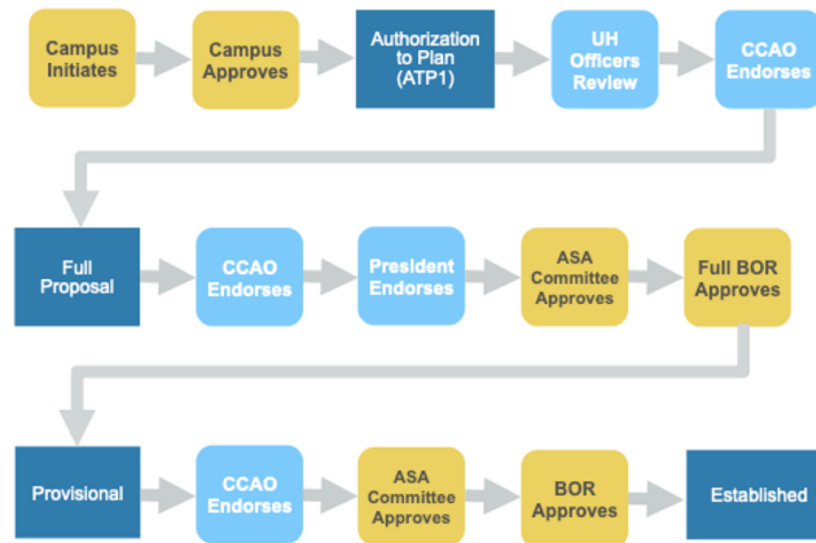 Campus
Initiates
Campus
Approves
Authorization
to Plan
(ATP1)
UH
Officers
Review
CCAO
Endorses
Full
Proposal
CCAO
Endorses
President
Endorses
ASA
Committee
Approves
Full BOR
Approves
Provisional
CCAO
Endorses
ASA
Committee
Approves
BOR
Approves
Established